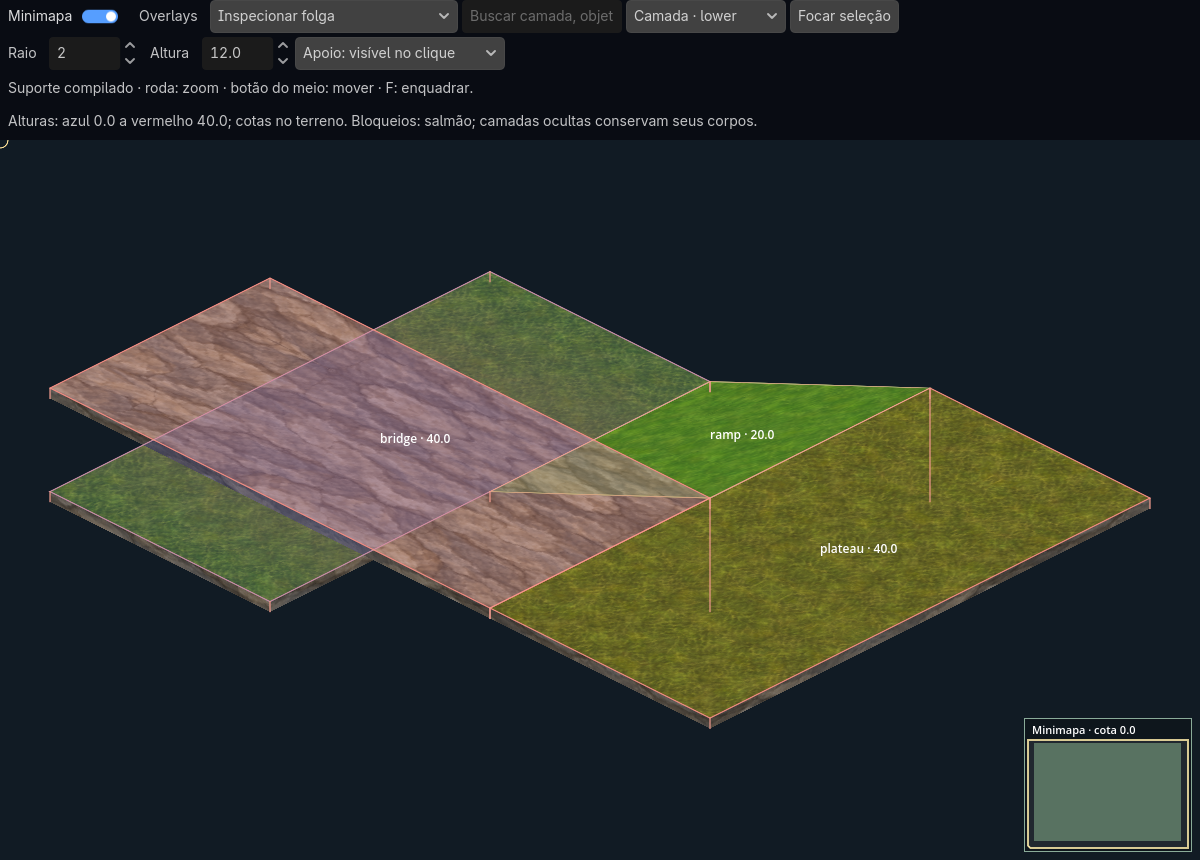 Minimapa Overlays Inspecionar folga Buscar camada, objet Camada · lower Focar seleção
Raio 2 Altura 12.0 Apoio: visível no clique
Suporte compilado · roda: zoom · botão do meio: mover · F: enquadrar.
Alturas: azul 0.0 a vermelho 40.0; cotas no terreno. Bloqueios: salmão; camadas ocultas conservam seus corpos.
ramp · 20.0
bridge · 40.0
plateau · 40.0
Minimapa · cota 0.0